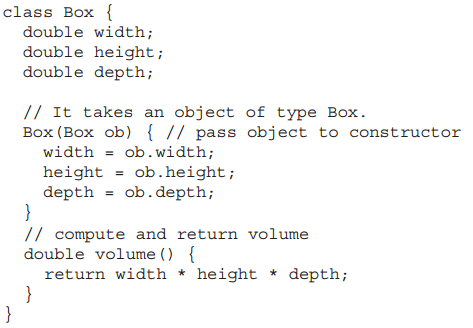 class Box {
  double width;
  double height;
  double depth;

  // It takes an object of type Box.
  Box(Box ob) { // pass object to constructor
    width = ob.width;
    height = ob.height;
    depth = ob.depth;
  }
  // compute and return volume
  double volume() {
    return width * height * depth;
  }
}